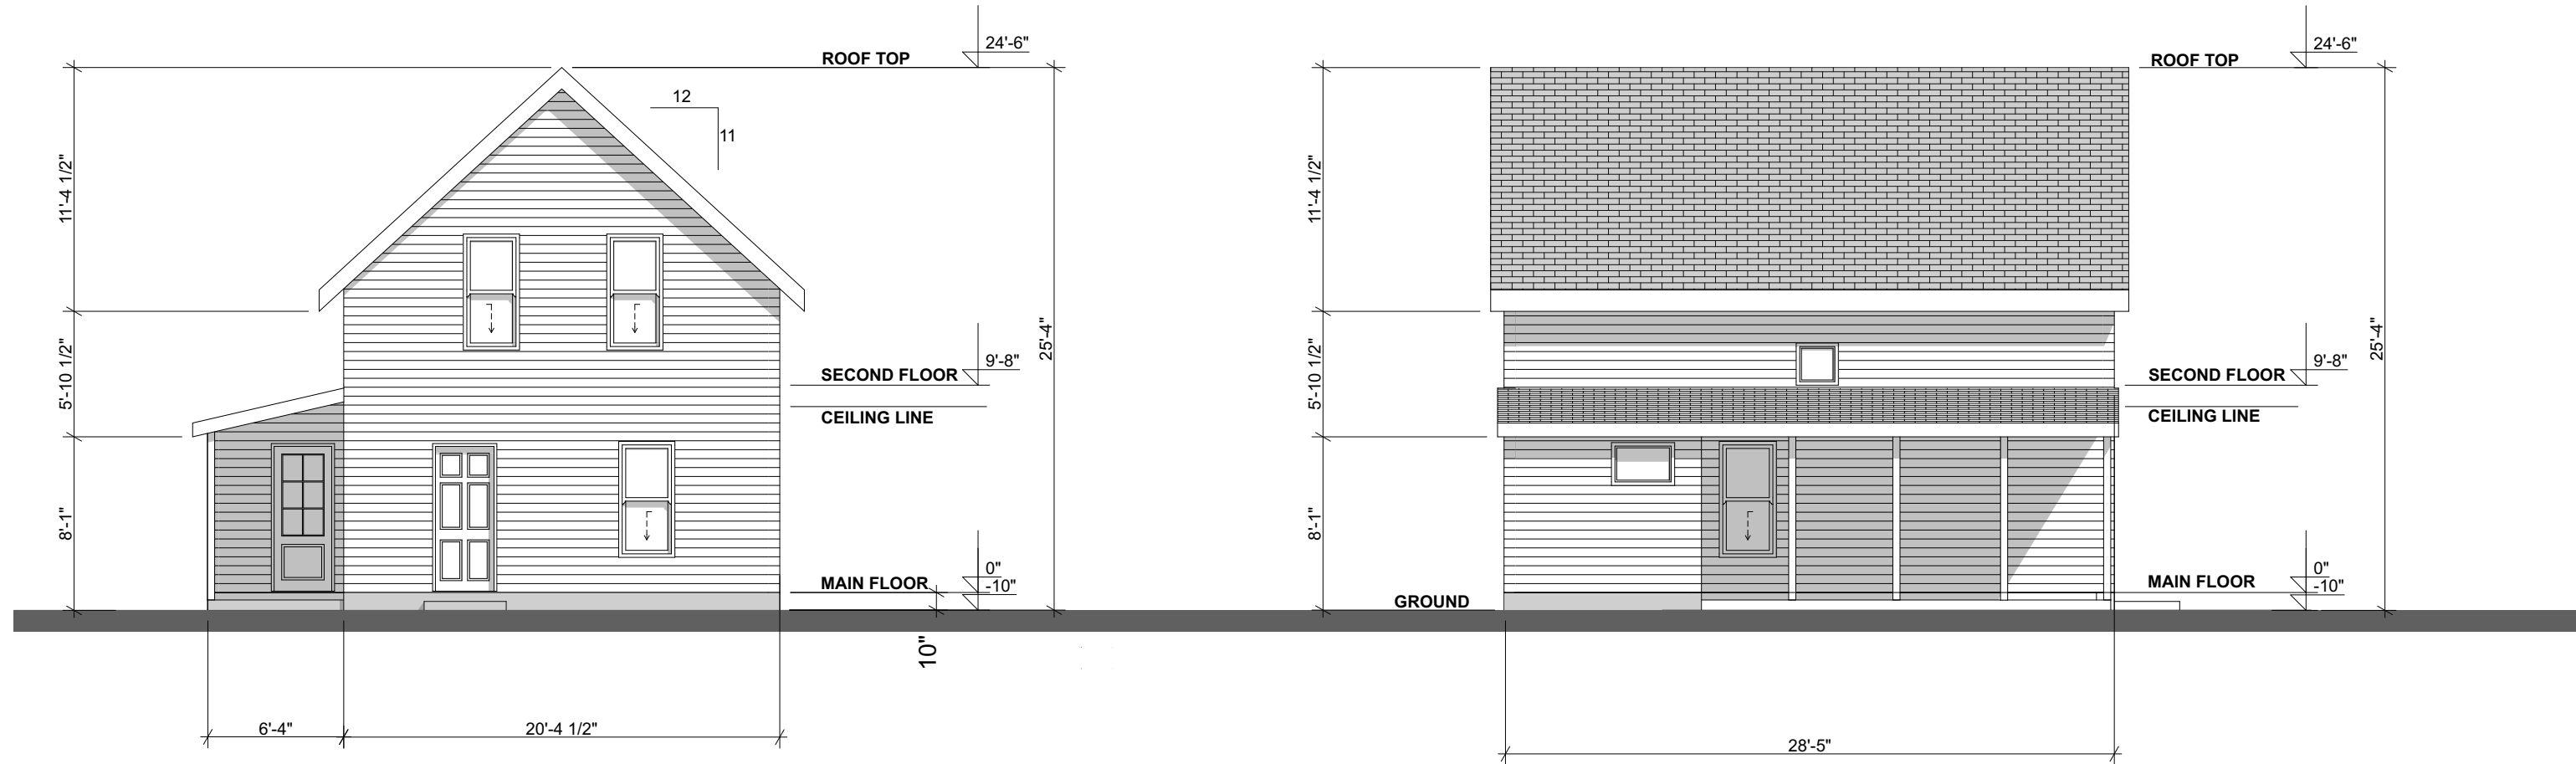 24'-6"
ROOF TOP
12
11
11'-4 1/2"
5'-10 1/2"
8'-1"
25'-4"
9'-8"
SECOND FLOOR
CEILING LINE
0"
MAIN FLOOR
-10"
10"
6'-4"
20'-4 1/2"
24'-6"
ROOF TOP
11'-4 1/2"
5'-10 1/2"
8'-1"
25'-4"
9'-8"
SECOND FLOOR
CEILING LINE
0"
MAIN FLOOR
-10"
GROUND
28'-5"